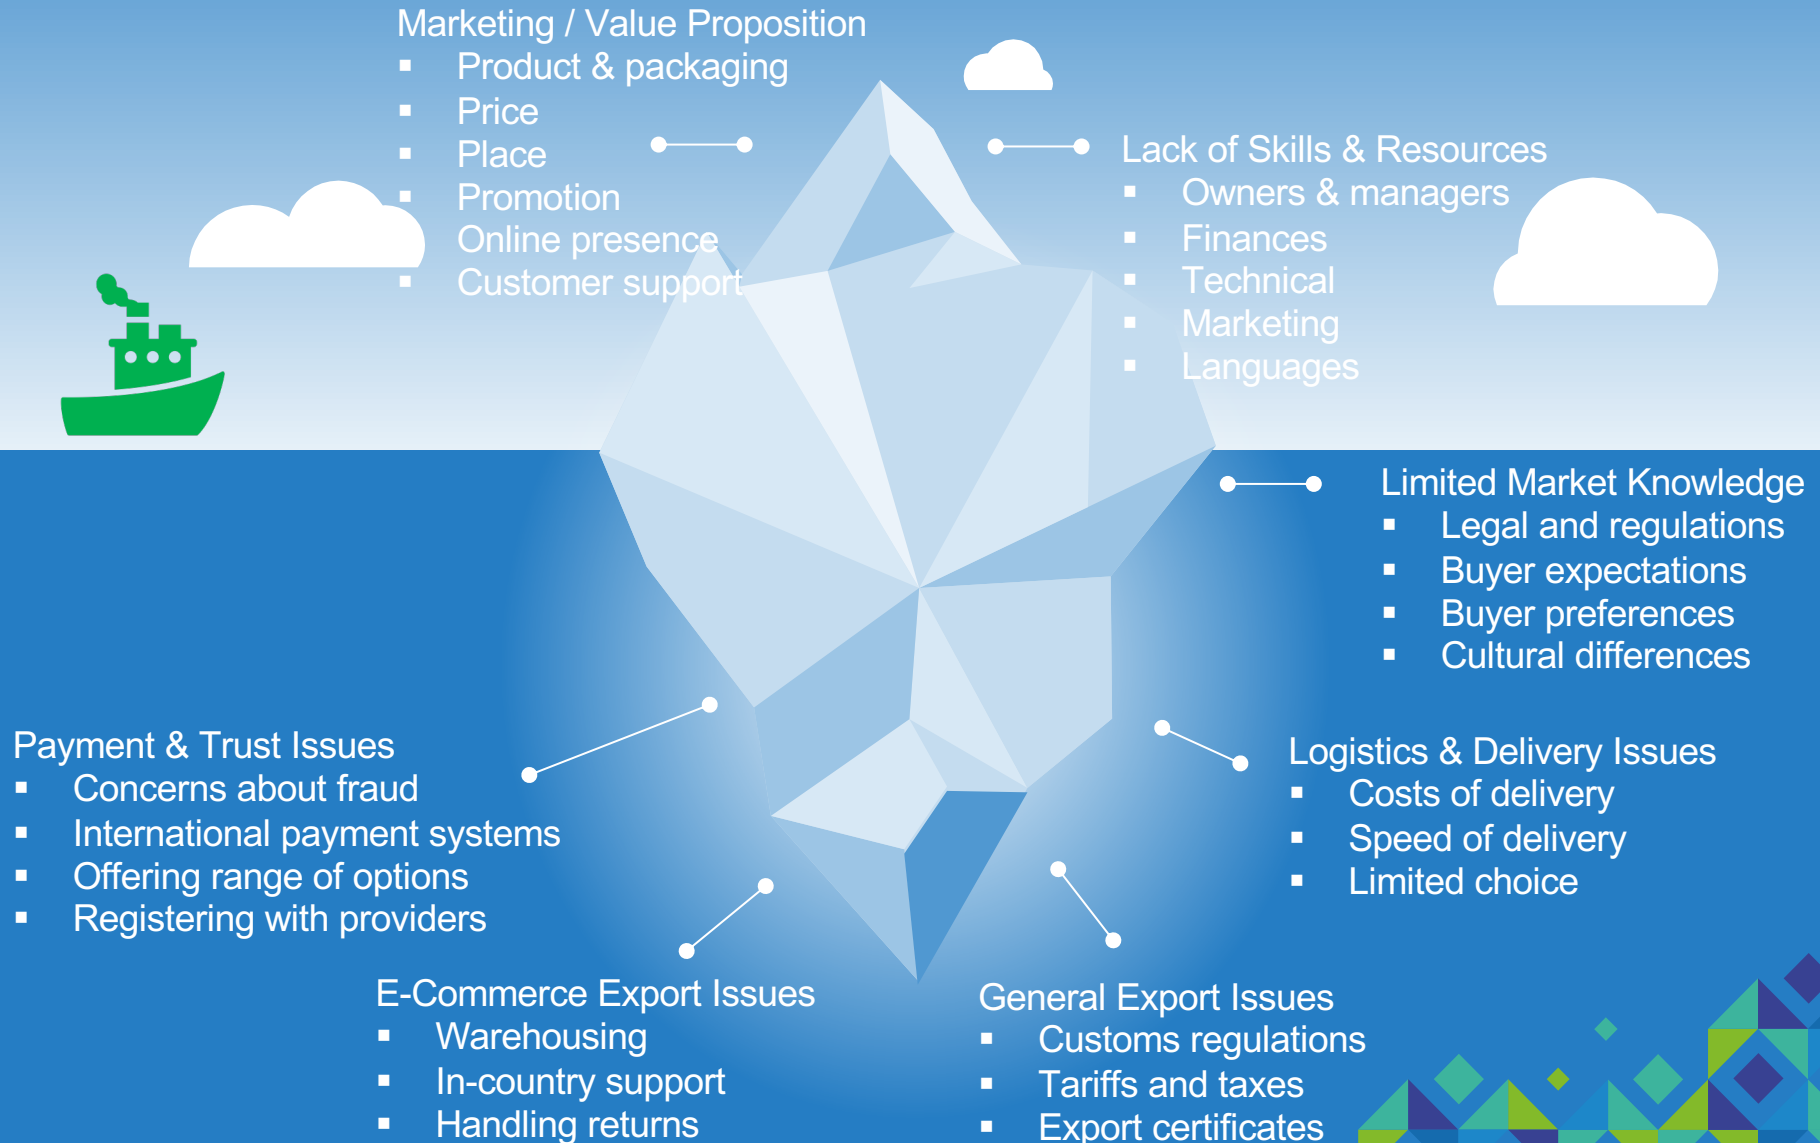 Marketing / Value Proposition
▪ Product & packaging
▪ Price
▪ Place
▪ Promotion
Online presence
▪ Customer support
Lack of Skills & Resources
▪ Owners & managers
▪ Finances
▪ Technical
▪ Marketing
▪ Languages
Limited Market Knowledge
▪ Legal and regulations
▪ Buyer expectations
▪ Buyer preferences
▪ Cultural differences
Payment & Trust Issues
▪ Concerns about fraud
▪ International payment systems
▪ Offering range of options
▪ Registering with providers
Logistics & Delivery Issues
▪ Costs of delivery
▪ Speed of delivery
▪ Limited choice
E-Commerce Export Issues
▪ Warehousing
▪ In-country support
▪ Handling returns
General Export Issues
▪ Customs regulations
▪ Tariffs and taxes
▪ Export certificates